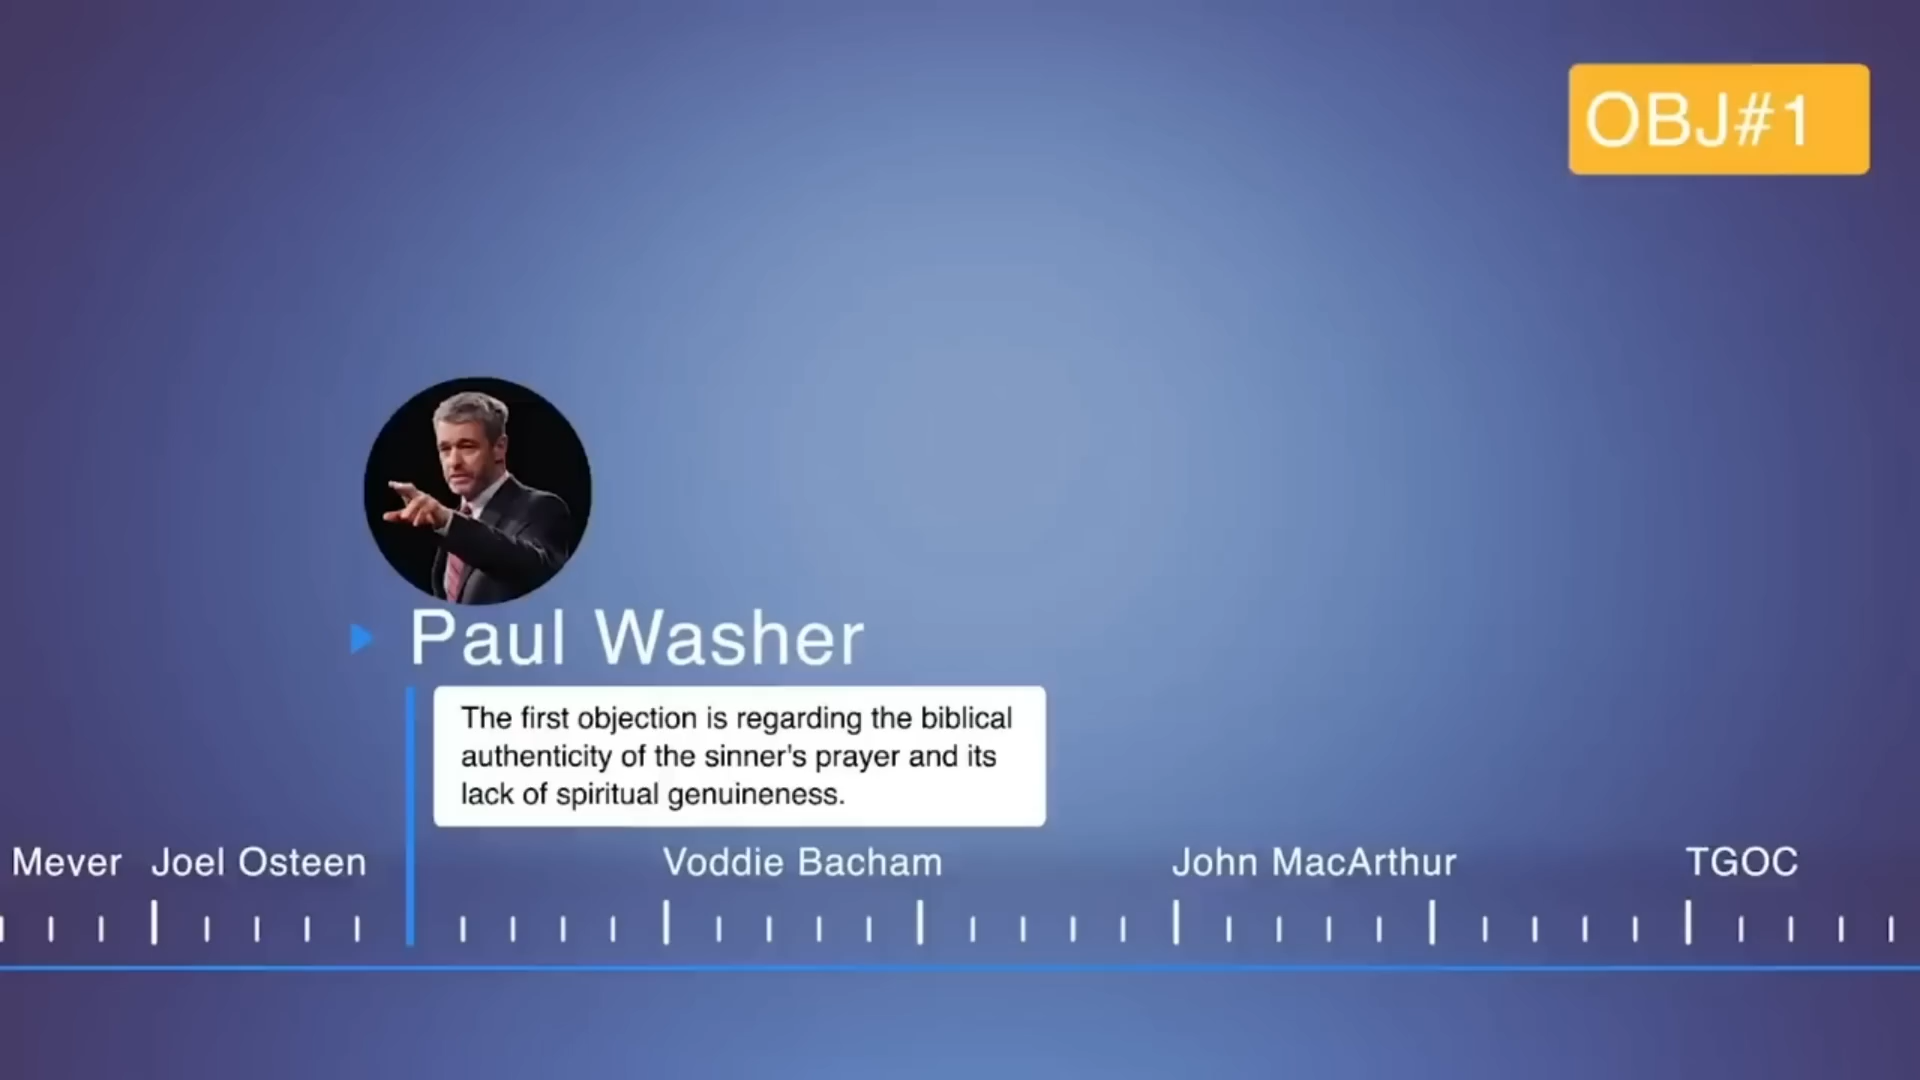 OBJ#1
Paul Washer
The first objection is regarding the biblical
authenticity of the sinner's prayer and its
lack of spiritual genuineness.
Mever
Joel Osteen
Voddie Bacham
John MacArthur
TGOC